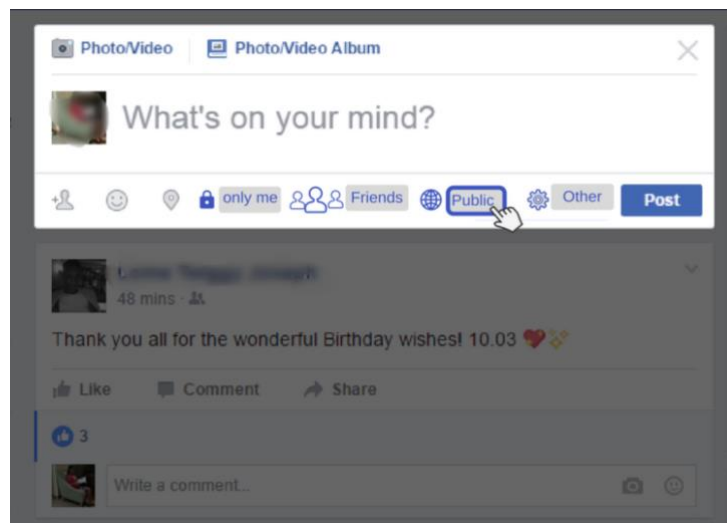 Photo/Video Photo/Video Album
What's on your mind?
only me Friends Public Other Post
48 mins ·
Thank you all for the wonderful Birthday wishes! 10.03 💖✨
Like Comment Share
3
Write a comment...